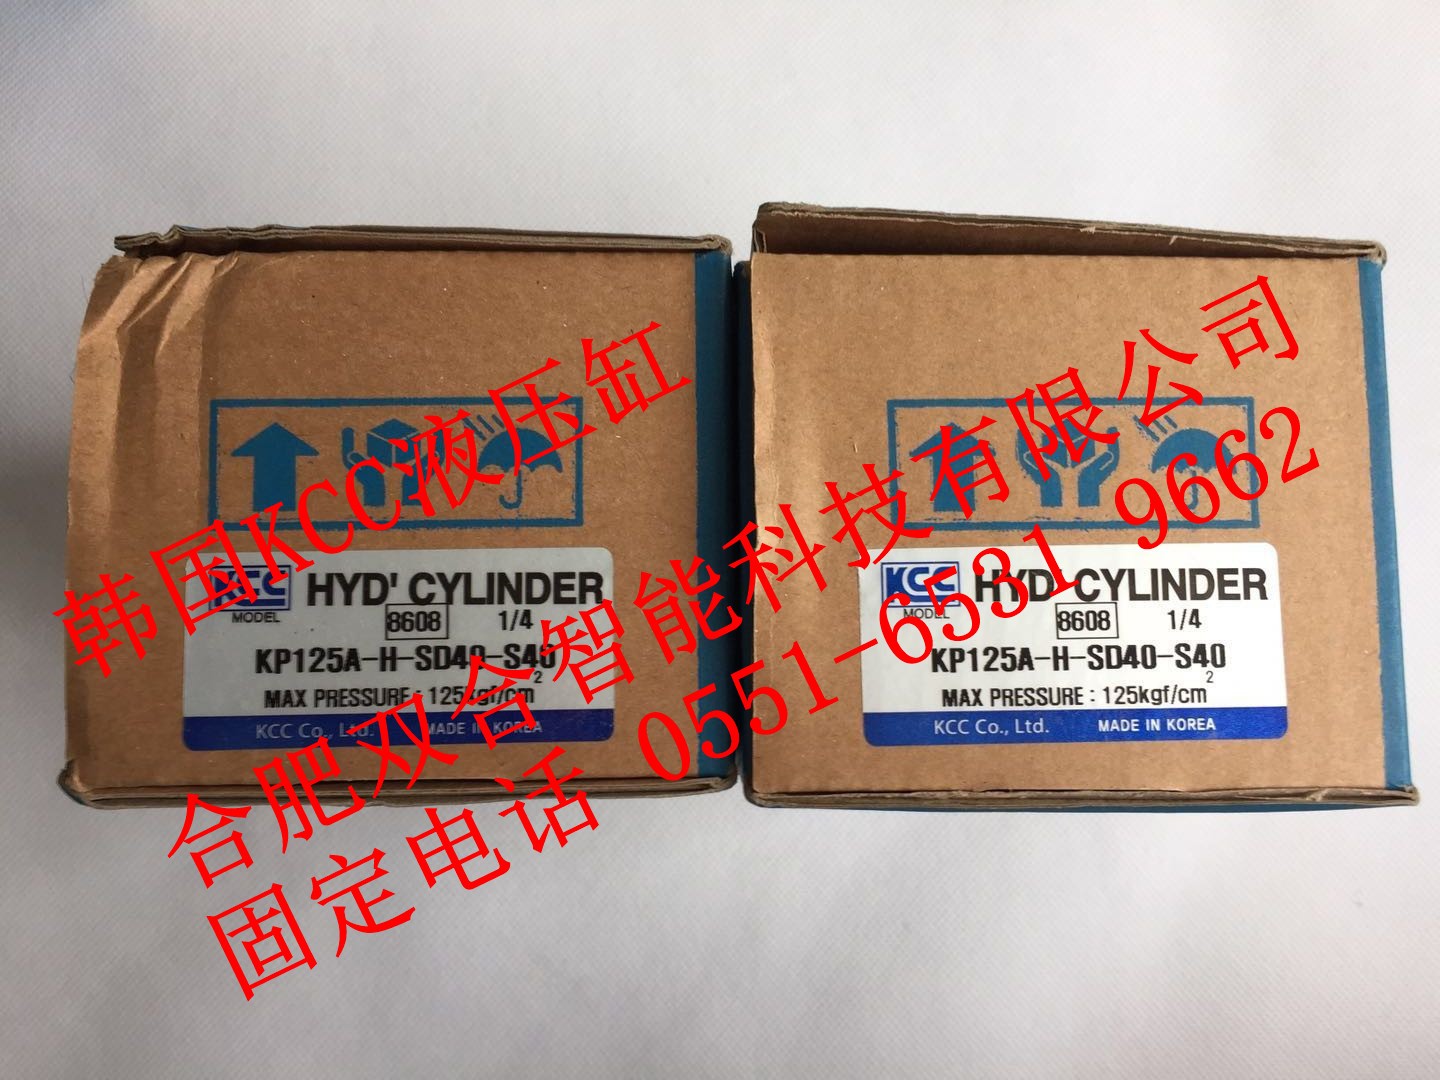 韩国KCC液压缸
合肥双合智能科技有限公司
固定电话 0551-6531 9662
KCC HYD' CYLINDER
MODEL 8608 1/4
KP125A-H-SD40-S40
MAX PRESSURE : 125kgf/cm²
KCC Co., Ltd. MADE IN KOREA
KCC HYD' CYLINDER
MODEL 8608 1/4
KP125A-H-SD40-S40
MAX PRESSURE : 125kgf/cm²
KCC Co., Ltd. MADE IN KOREA